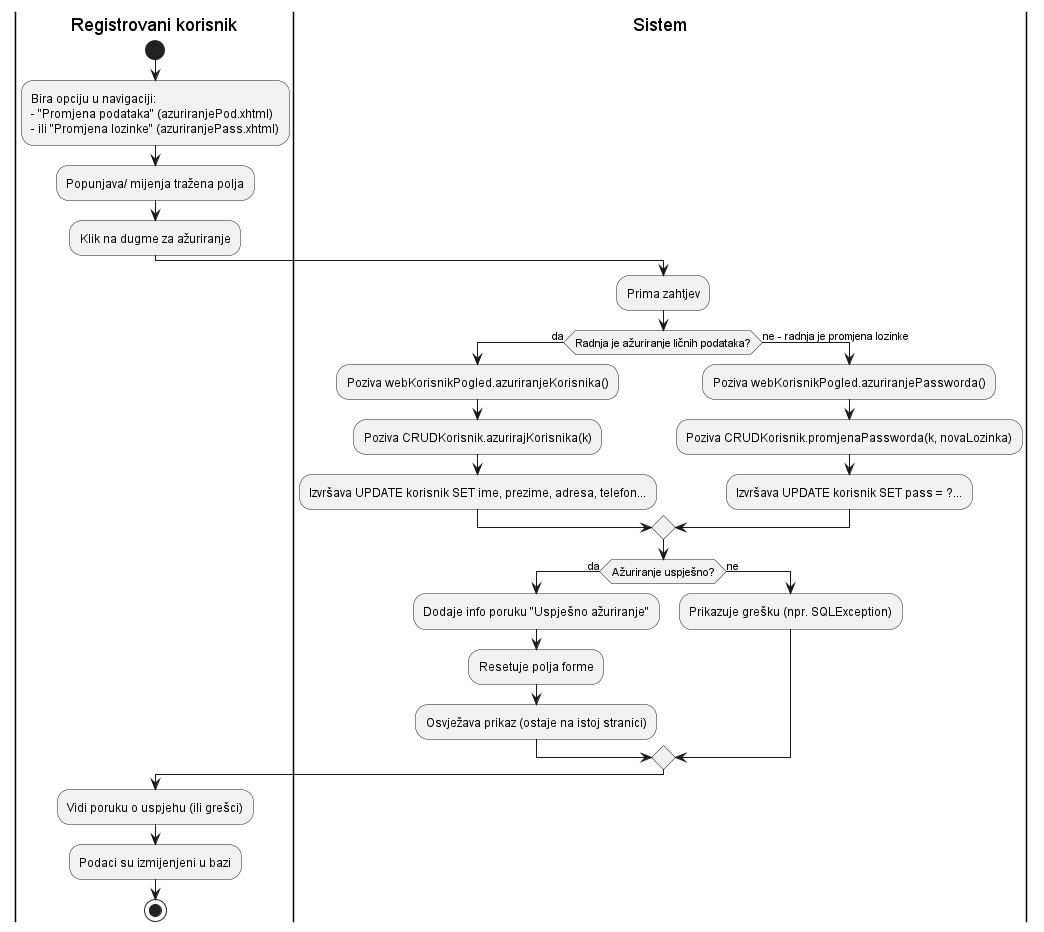 Registrovani korisnik
Sistem
Bira opciju u navigaciji:
- "Promjena podataka" (azuriranjePod.xhtml)
- ili "Promjena lozinke" (azuriranjePass.xhtml)
Popunjava/ mijenja tražena polja
Klik na dugme za ažuriranje
Prima zahtjev
da
Radnja je ažuriranje ličnih podataka?
ne - radnja je promjena lozinke
Poziva webKorisnikPogled.azuriranjeKorisnika()
Poziva webKorisnikPogled.azuriranjePassworda()
Poziva CRUDKorisnik.azurirajKorisnika(k)
Poziva CRUDKorisnik.promjenaPassworda(k, novaLozinka)
Izvršava UPDATE korisnik SET ime, prezime, adresa, telefon...
Izvršava UPDATE korisnik SET pass = ?...
da
Ažuriranje uspješno?
ne
Dodaje info poruku "Uspješno ažuriranje"
Prikazuje grešku (npr. SQLException)
Resetuje polja forme
Osvježava prikaz (ostaje na istoj stranici)
Vidi poruku o uspjehu (ili grešci)
Podaci su izmijenjeni u bazi